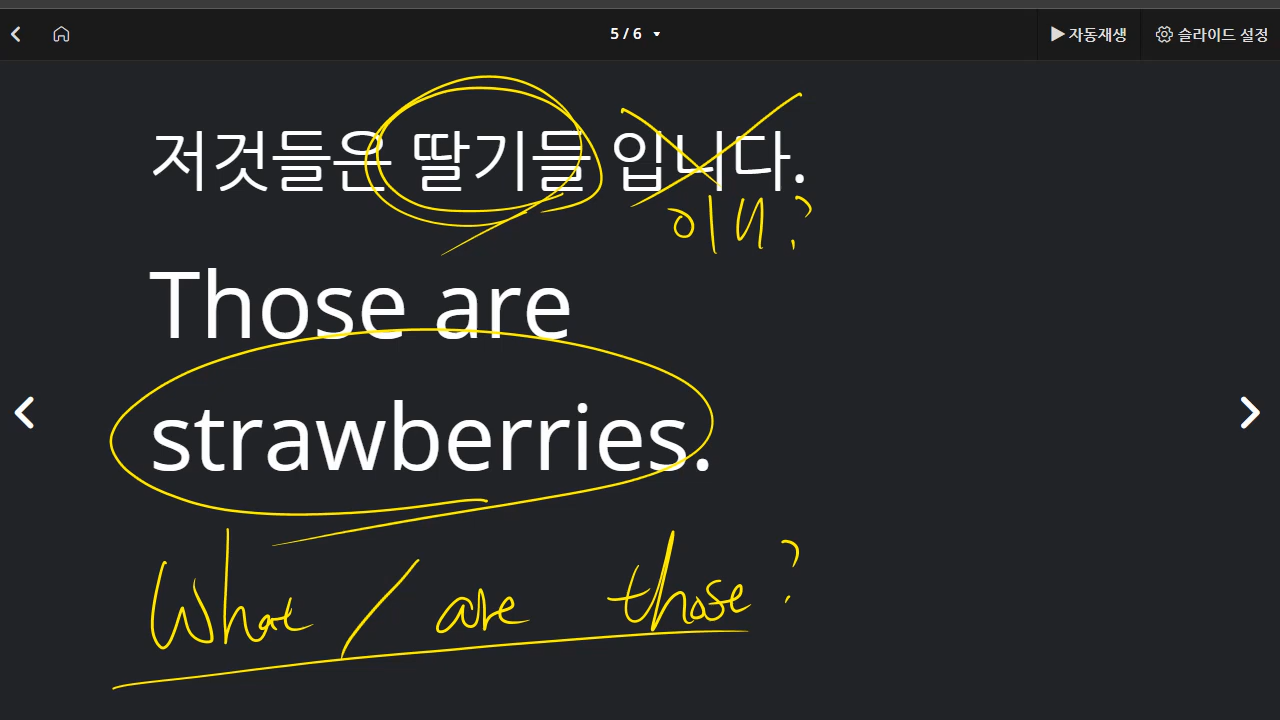 5 / 6
자동재생
슬라이드 설정
저것들은 딸기들 입니다.
이니?
Those are
strawberries.
What / are those?